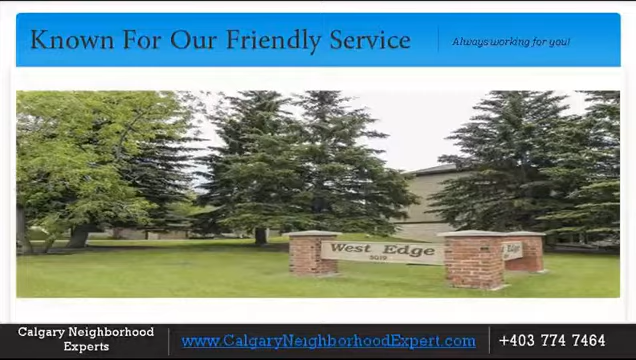 Known For Our Friendly Service
Always working for you!
West Edge
Edge
Calgary Neighborhood
Experts
www.CalgaryNeighborhoodExpert.com
+403 774 7464